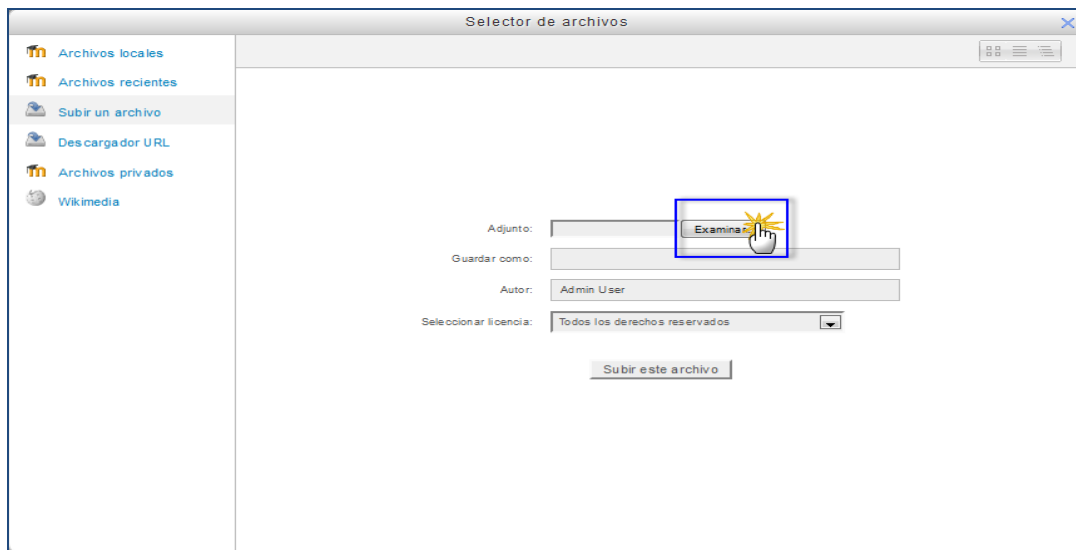 Selector de archivos
Archivos locales
Archivos recientes
Subir un archivo
Descargador URL
Archivos privados
Wikimedia
Adjunto:
Examinar
Guardar como:
Autor: Admin User
Seleccionar licencia: Todos los derechos reservados
Subir este archivo